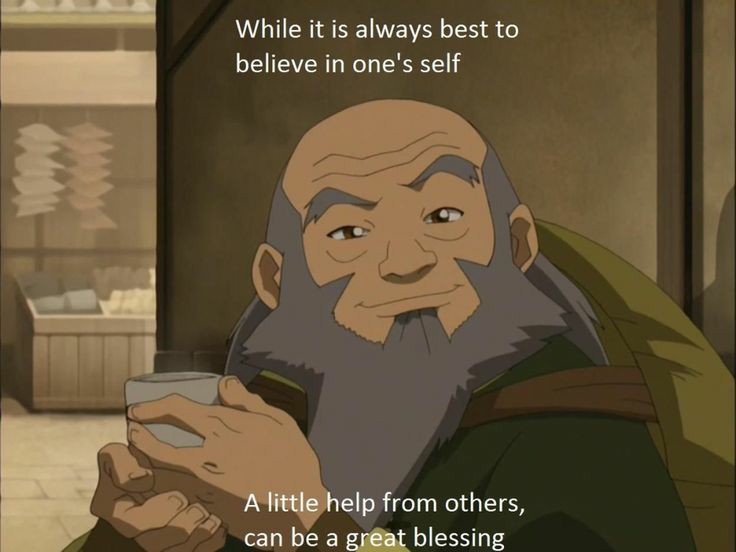 While it is always best to
believe in one's self
A little help from others,
can be a great blessing